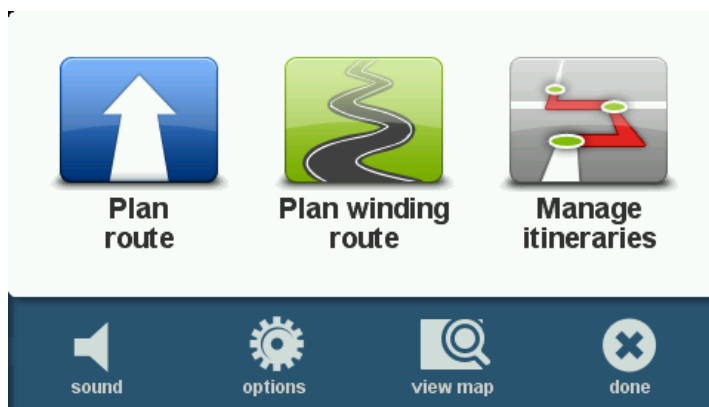 Plan
route
Plan winding
route
Manage
itineraries
sound
options
view map
done